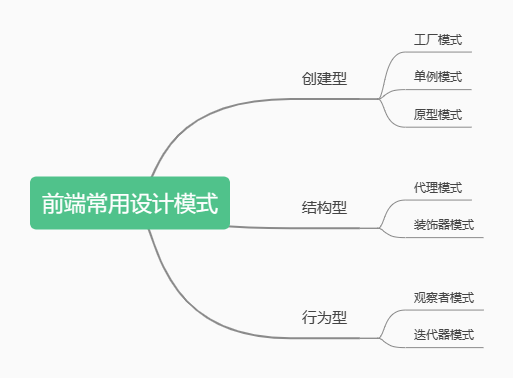 前端常用设计模式
创建型
工厂模式
单例模式
原型模式
结构型
代理模式
装饰器模式
行为型
观察者模式
迭代器模式